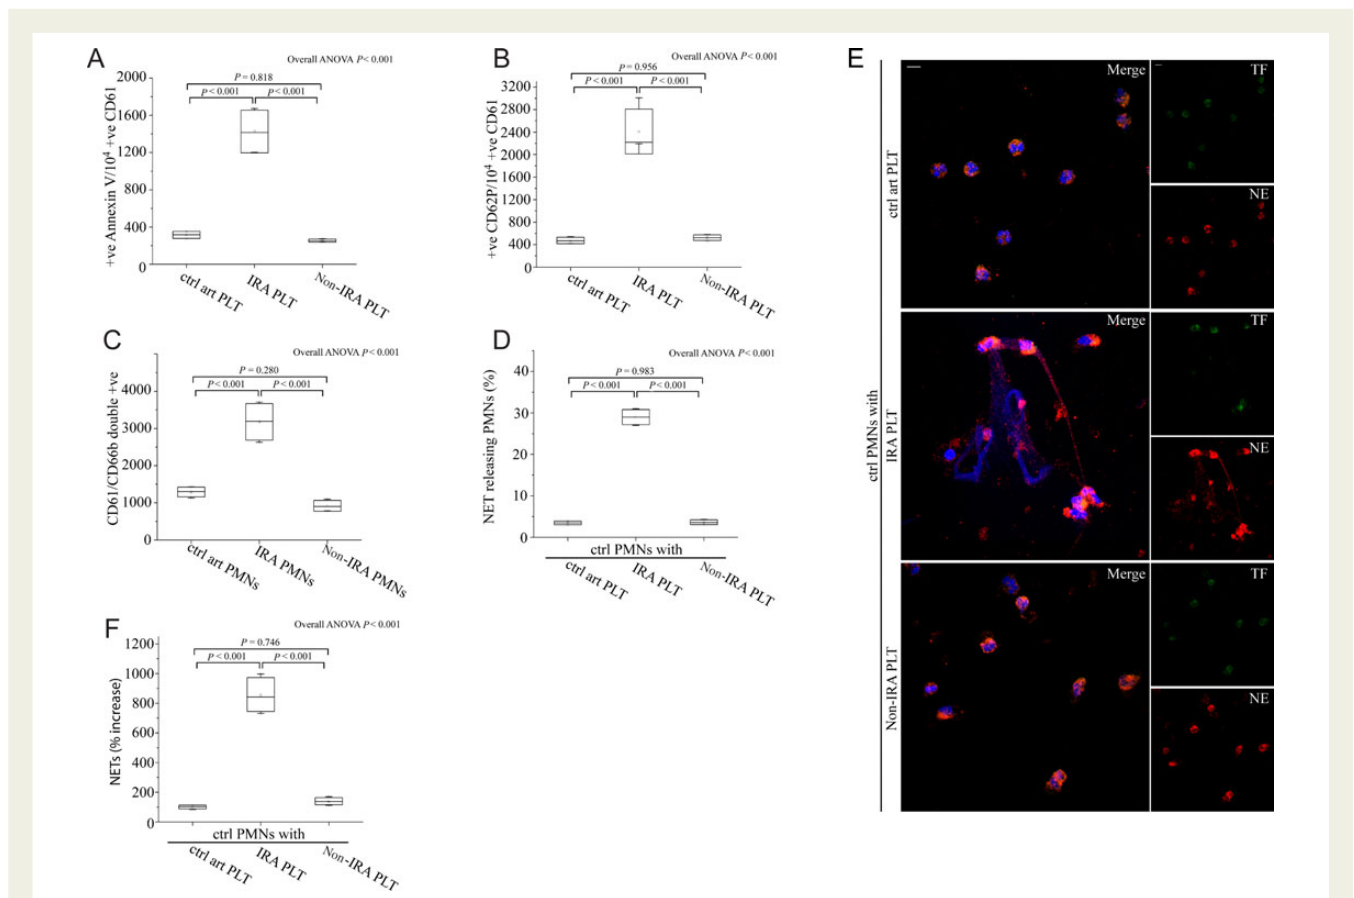 A
Overall ANOVA P < 0.001
P = 0.818
P < 0.001 P < 0.001
+ve Annexin V/10⁴ +ve CD61
2000
1600
1200
800
400
0
ctrl art PLT
IRA PLT
Non-IRA PLT
B
Overall ANOVA P < 0.001
P = 0.956
P < 0.001 P < 0.001
+ve CD62P/10⁴ +ve CD61
3200
2800
2400
2000
1600
1200
800
400
0
ctrl art PLT
IRA PLT
Non-IRA PLT
C
Overall ANOVA P < 0.001
P = 0.280
P < 0.001 P < 0.001
CD61/CD66b double +ve
4000
3000
2000
1000
0
ctrl art PMNs
IRA PMNs
Non-IRA PMNs
D
Overall ANOVA P < 0.001
P = 0.983
P < 0.001 P < 0.001
NET releasing PMNs (%)
40
30
20
10
0
ctrl PMNs with
ctrl art PLT
IRA PLT
Non-IRA PLT
E
ctrl PMNs with
ctrl art PLT
Merge
TF
NE
IRA PLT
Merge
TF
NE
Non-IRA PLT
Merge
TF
NE
F
Overall ANOVA P < 0.001
P = 0.746
P < 0.001 P < 0.001
NETs (% increase)
1200
1000
800
600
400
200
0
ctrl PMNs with
ctrl art PLT
IRA PLT
Non-IRA PLT